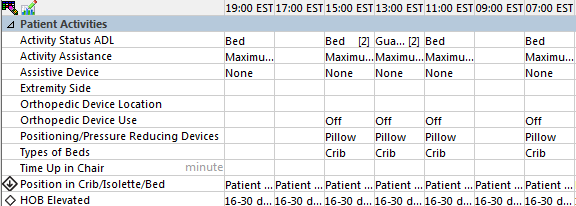 19:00 EST 17:00 EST 15:00 EST 13:00 EST 11:00 EST 09:00 EST 07:00 EST
Patient Activities
Activity Status ADL Bed Bed [2] Gua... [2] Bed Bed
Activity Assistance Maximu... Maximu... Maximu... Maximu... Maximu...
Assistive Device None None None None None
Extremity Side
Orthopedic Device Location
Orthopedic Device Use Off Off Off Off
Positioning/Pressure Reducing Devices Pillow Pillow Pillow Pillow
Types of Beds Crib Crib Crib Crib
Time Up in Chair minute
Position in Crib/Isolette/Bed Patient ... Patient ... Patient ... Patient ... Patient ... Patient ... Patient ...
HOB Elevated 16-30 d... 16-30 d... 16-30 d... 16-30 d... 16-30 d... 16-30 d... 16-30 d...